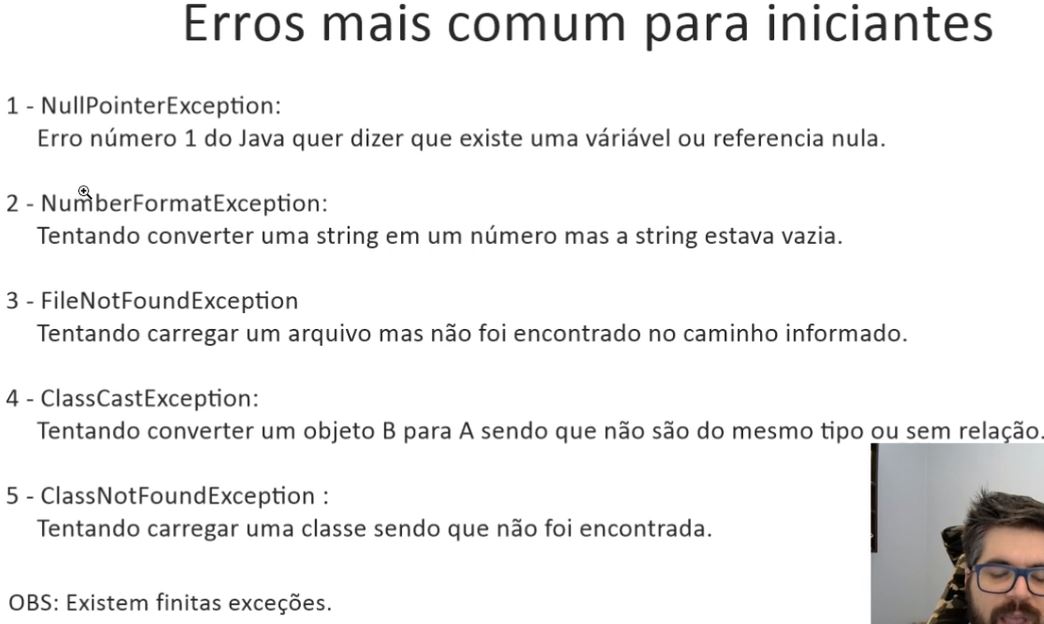 Erros mais comum para iniciantes
1 - NullPointerException:
Erro número 1 do Java quer dizer que existe uma váriável ou referencia nula.
2 - NumberFormatException:
Tentando converter uma string em um número mas a string estava vazia.
3 - FileNotFoundException
Tentando carregar um arquivo mas não foi encontrado no caminho informado.
4 - ClassCastException:
Tentando converter um objeto B para A sendo que não são do mesmo tipo ou sem relação.
5 - ClassNotFoundException :
Tentando carregar uma classe sendo que não foi encontrada.
OBS: Existem finitas exceções.